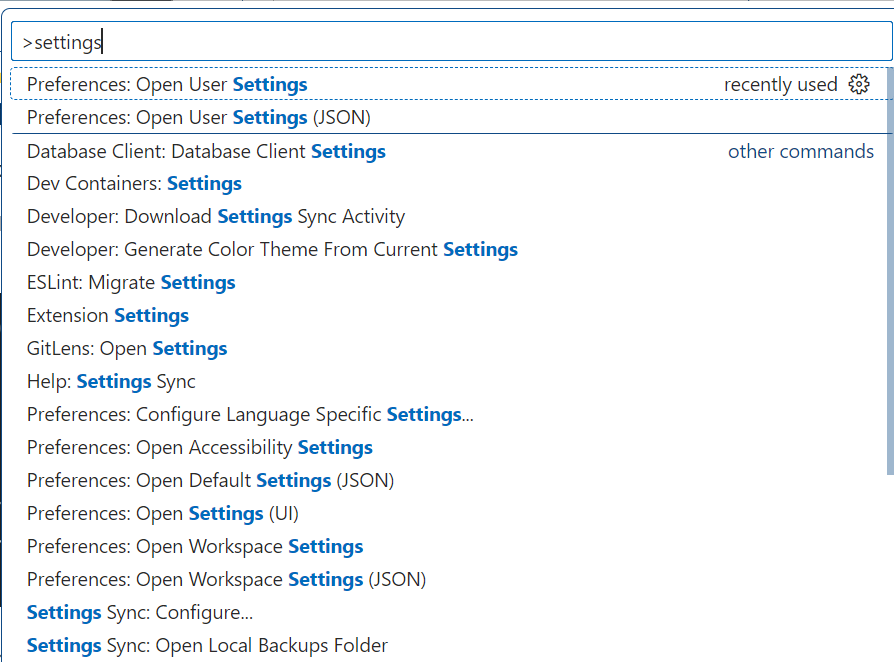 >settings
Preferences: Open User Settings recently used
Preferences: Open User Settings (JSON)
Database Client: Database Client Settings other commands
Dev Containers: Settings
Developer: Download Settings Sync Activity
Developer: Generate Color Theme From Current Settings
ESLint: Migrate Settings
Extension Settings
GitLens: Open Settings
Help: Settings Sync
Preferences: Configure Language Specific Settings...
Preferences: Open Accessibility Settings
Preferences: Open Default Settings (JSON)
Preferences: Open Settings (UI)
Preferences: Open Workspace Settings
Preferences: Open Workspace Settings (JSON)
Settings Sync: Configure...
Settings Sync: Open Local Backups Folder